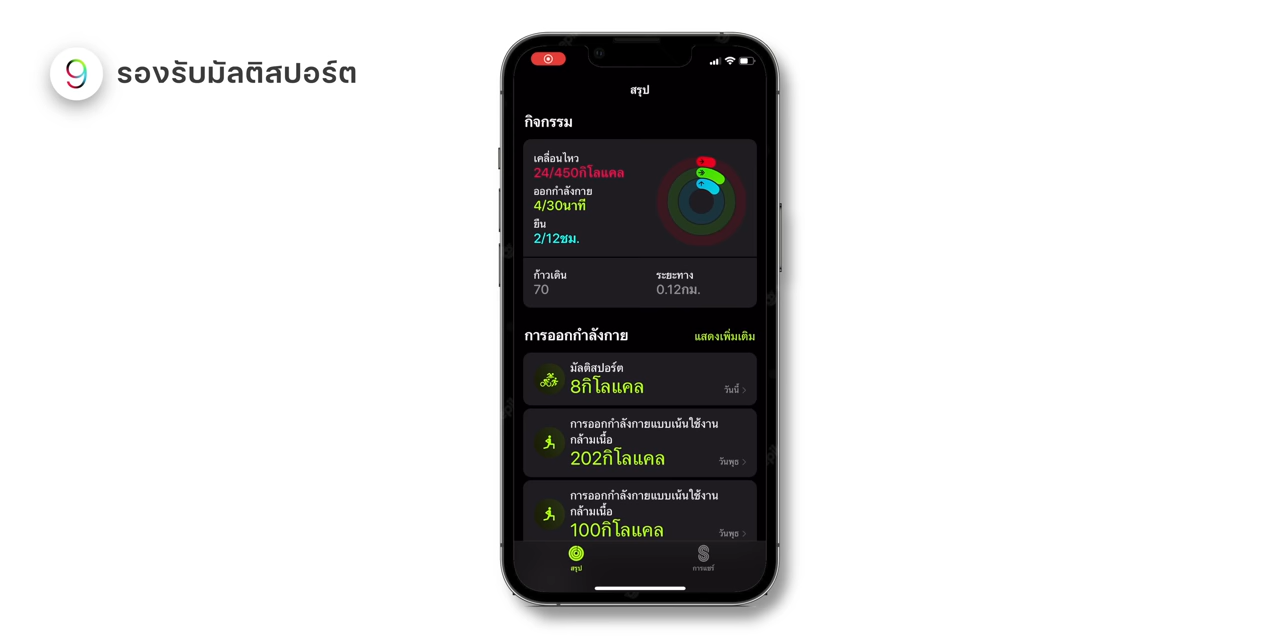 9 รองรับมัลติสปอร์ต
สรุป
กิจกรรม
เคลื่อนไหว
24/450กิโลแคล
ออกกำลังกาย
4/30นาที
ยืน
2/12ชม.
ก้าวเดิน ระยะทาง
70 0.12กม.
การออกกำลังกาย แสดงเพิ่มเติม
มัลติสปอร์ต
8กิโลแคล วันนี้
การออกกำลังกายแบบเน้นใช้งาน
กล้ามเนื้อ
202กิโลแคล วันพุธ
การออกกำลังกายแบบเน้นใช้งาน
กล้ามเนื้อ
100กิโลแคล วันพุธ
สรุป การแชร์